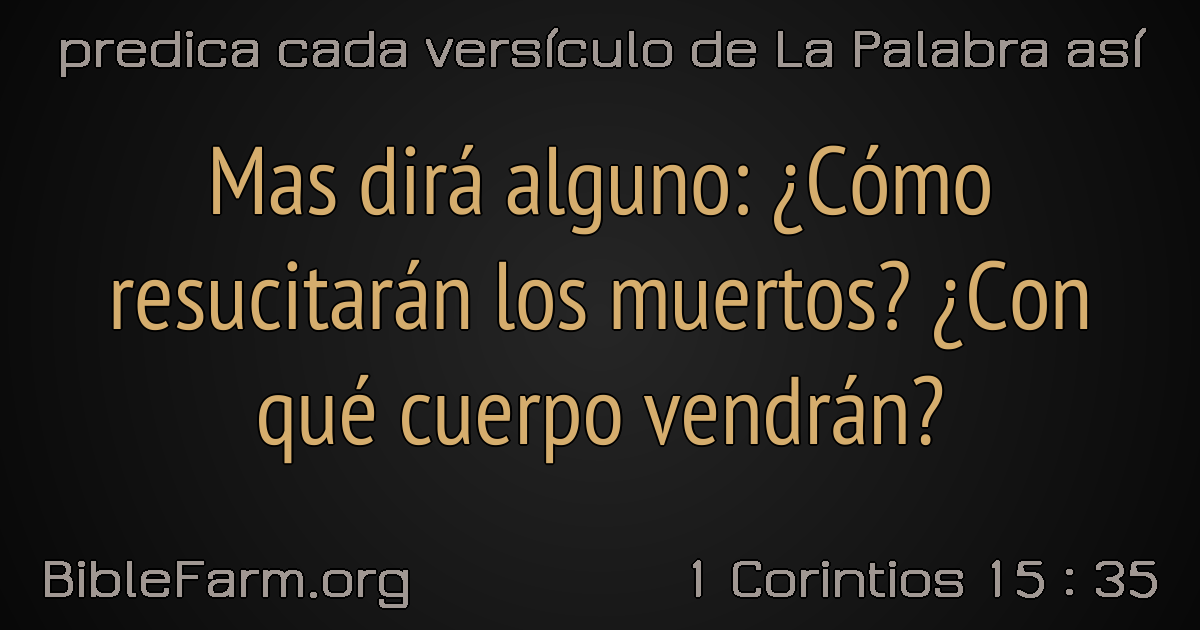 predica cada versículo de La Palabra así
Mas dirá alguno: ¿Cómo
resucitarán los muertos? ¿Con
qué cuerpo vendrán?
BibleFarm.org
1 Corintios 15 : 35